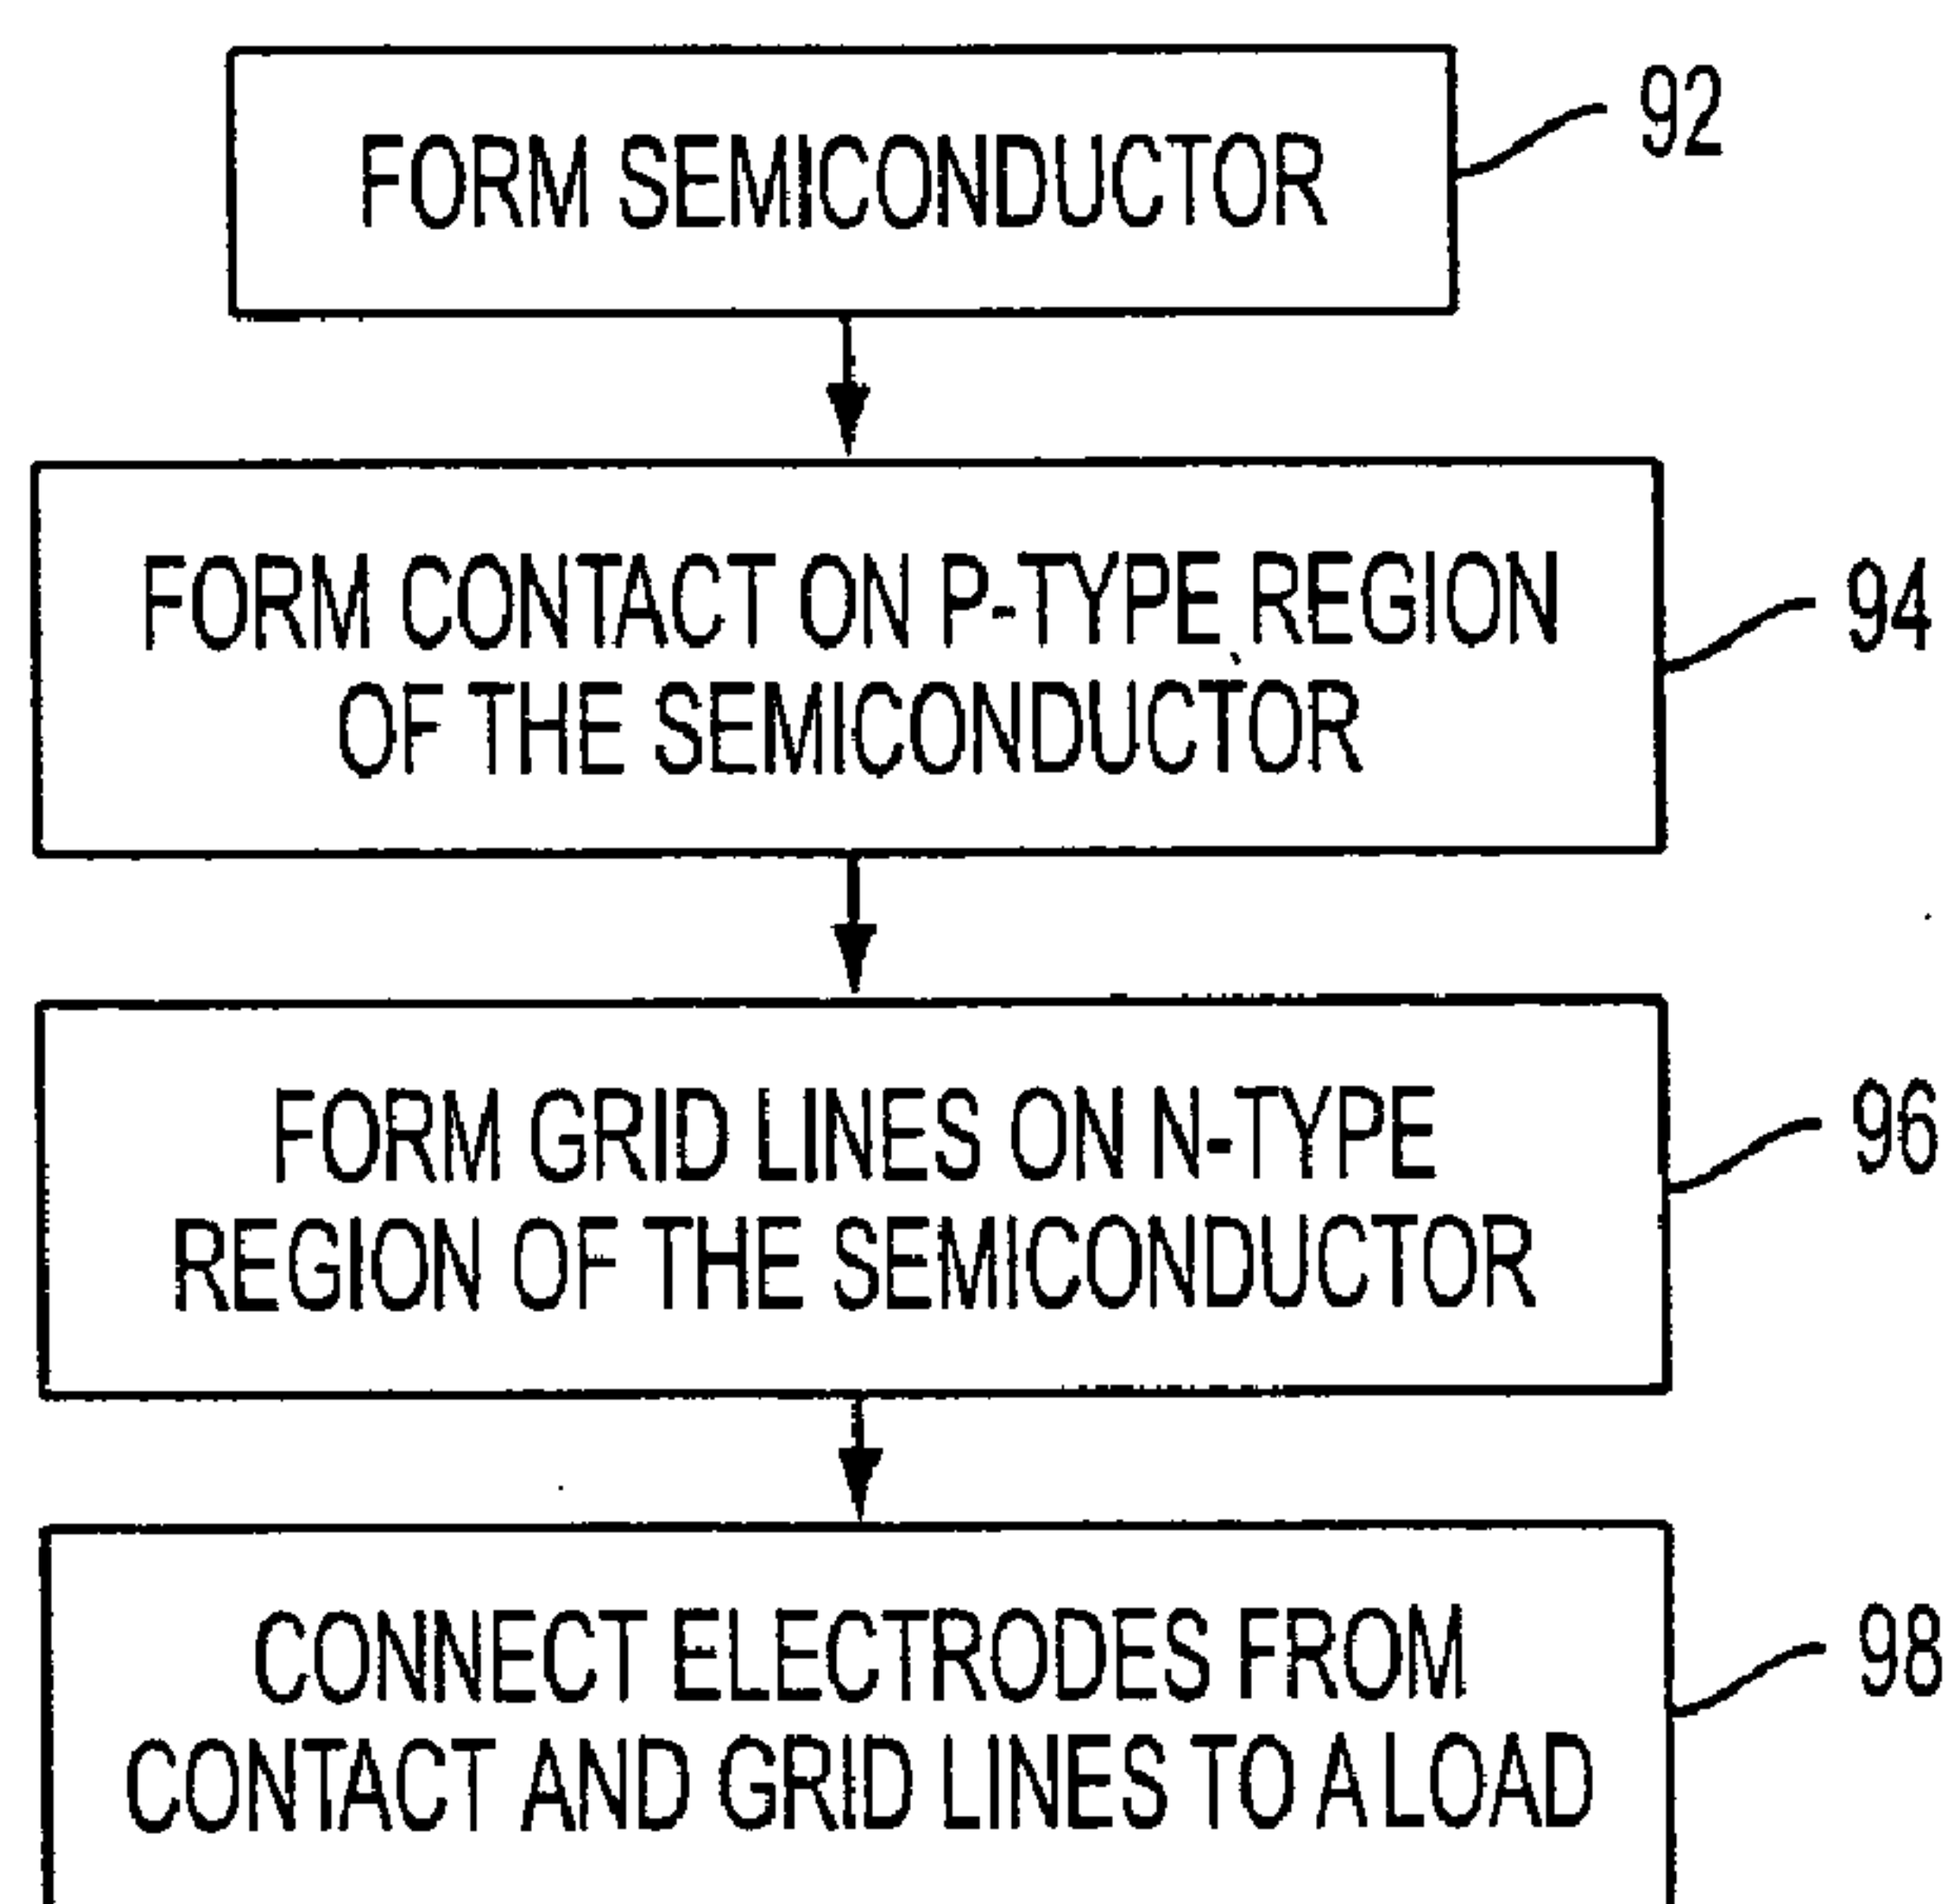 FORM SEMICONDUCTOR
92
FORM CONTACT ON P-TYPE REGION
OF THE SEMICONDUCTOR
94
FORM GRID LINES ON N-TYPE
REGION OF THE SEMICONDUCTOR
96
CONNECT ELECTRODES FROM
CONTACT AND GRID LINES TO A LOAD
98